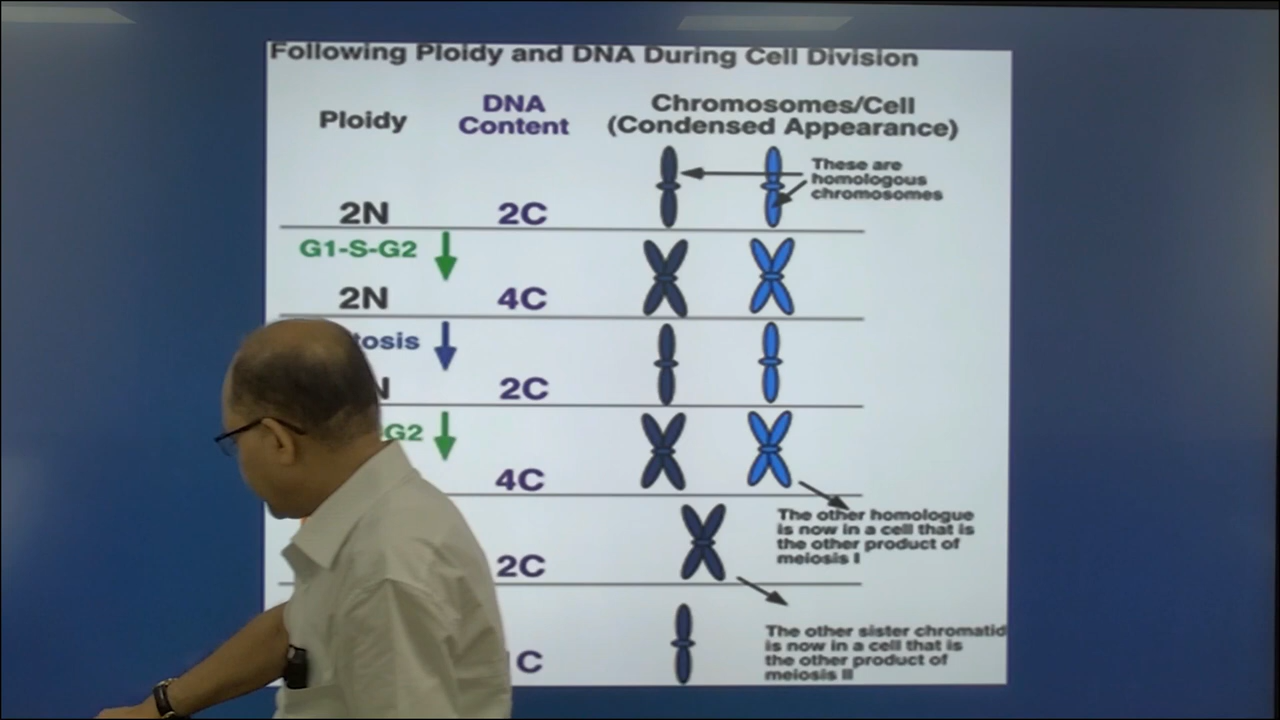 Following Ploidy and DNA During Cell Division
Ploidy
DNA
Content
Chromosomes/Cell
(Condensed Appearance)
These are
homologous
chromosomes
2N
2C
G1-S-G2
2N
4C
tosis
N
2C
-G2
4C
The other homologue
is now in a cell that is
the other product of
meiosis I
2C
The other sister chromatid
is now in a cell that is
the other product of
meiosis II
C